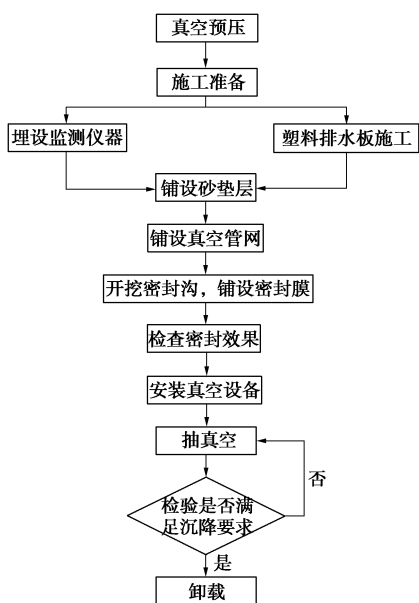 真空预压
施工准备
埋设监测仪器
塑料排水板施工
铺设砂垫层
铺设真空管网
开挖密封沟，铺设密封膜
检查密封效果
安装真空设备
抽真空
否
检验是否满
足沉降要求
是
卸载